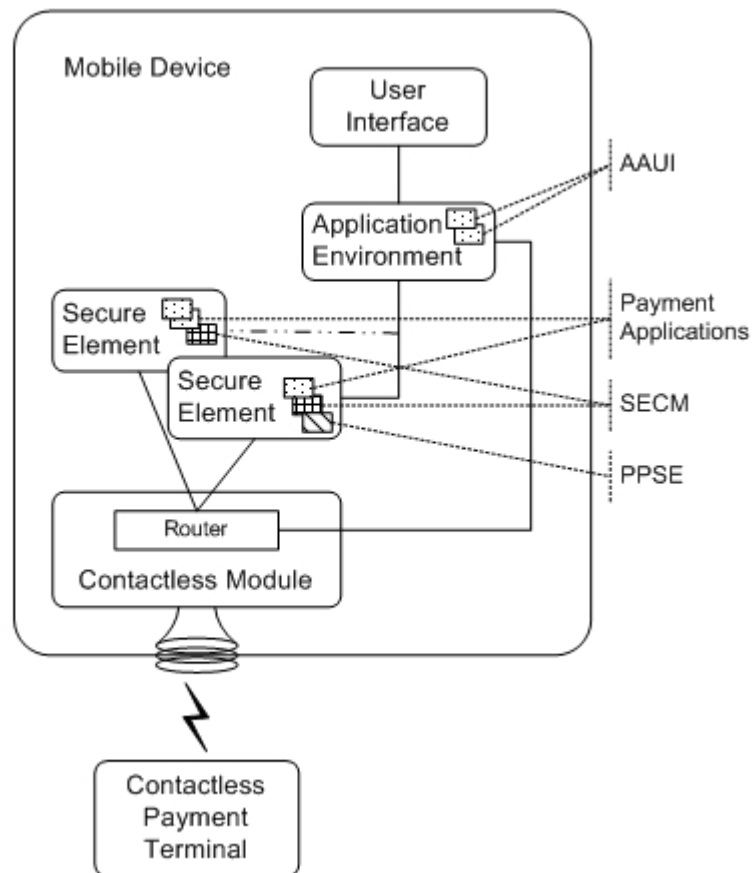 Mobile Device
User
Interface
AAUI
Application
Environment
Payment
Applications
Secure
Element
Secure
Element
SECM
PPSE
Router
Contactless Module
Contactless
Payment
Terminal